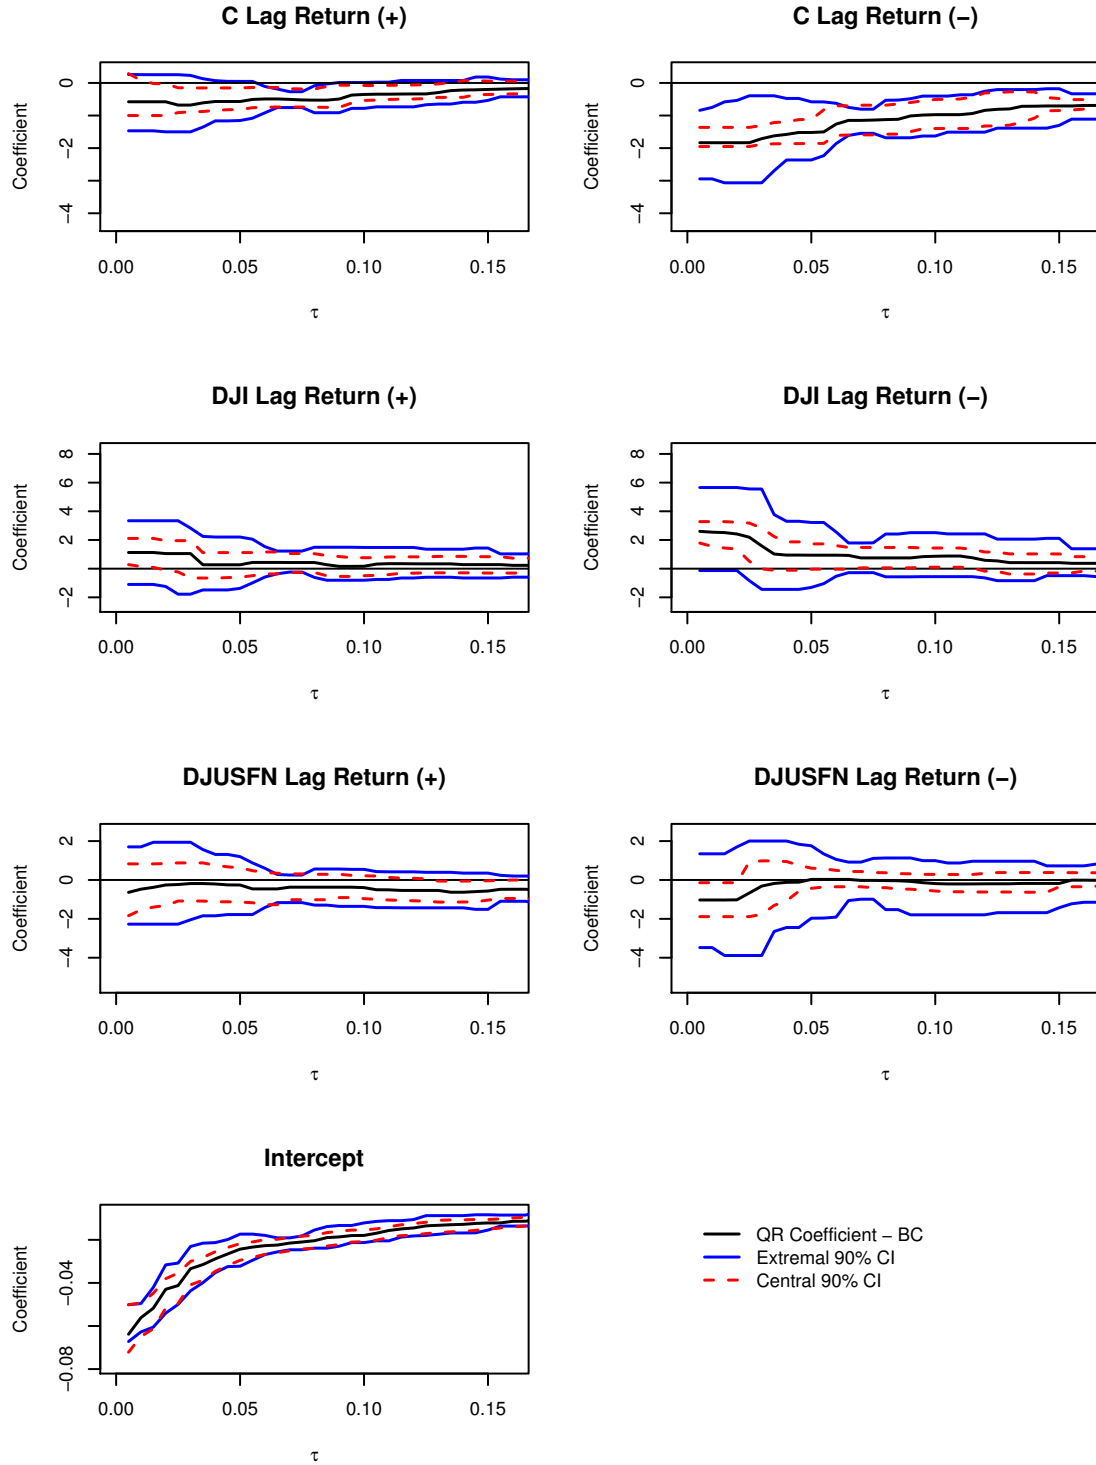 C Lag Return (+)
Coefficient
0
−2
−4
0.00 0.05 0.10 0.15
τ
C Lag Return (−)
Coefficient
0
−2
−4
0.00 0.05 0.10 0.15
τ
DJI Lag Return (+)
Coefficient
8
6
4
2
−2
0.00 0.05 0.10 0.15
τ
DJI Lag Return (−)
Coefficient
8
6
4
2
−2
0.00 0.05 0.10 0.15
τ
DJUSFN Lag Return (+)
Coefficient
2
0
−2
−4
0.00 0.05 0.10 0.15
τ
DJUSFN Lag Return (−)
Coefficient
2
0
−2
−4
0.00 0.05 0.10 0.15
τ
Intercept
Coefficient
−0.04
−0.08
0.00 0.05 0.10 0.15
τ
QR Coefficient − BC
Extremal 90% CI
Central 90% CI